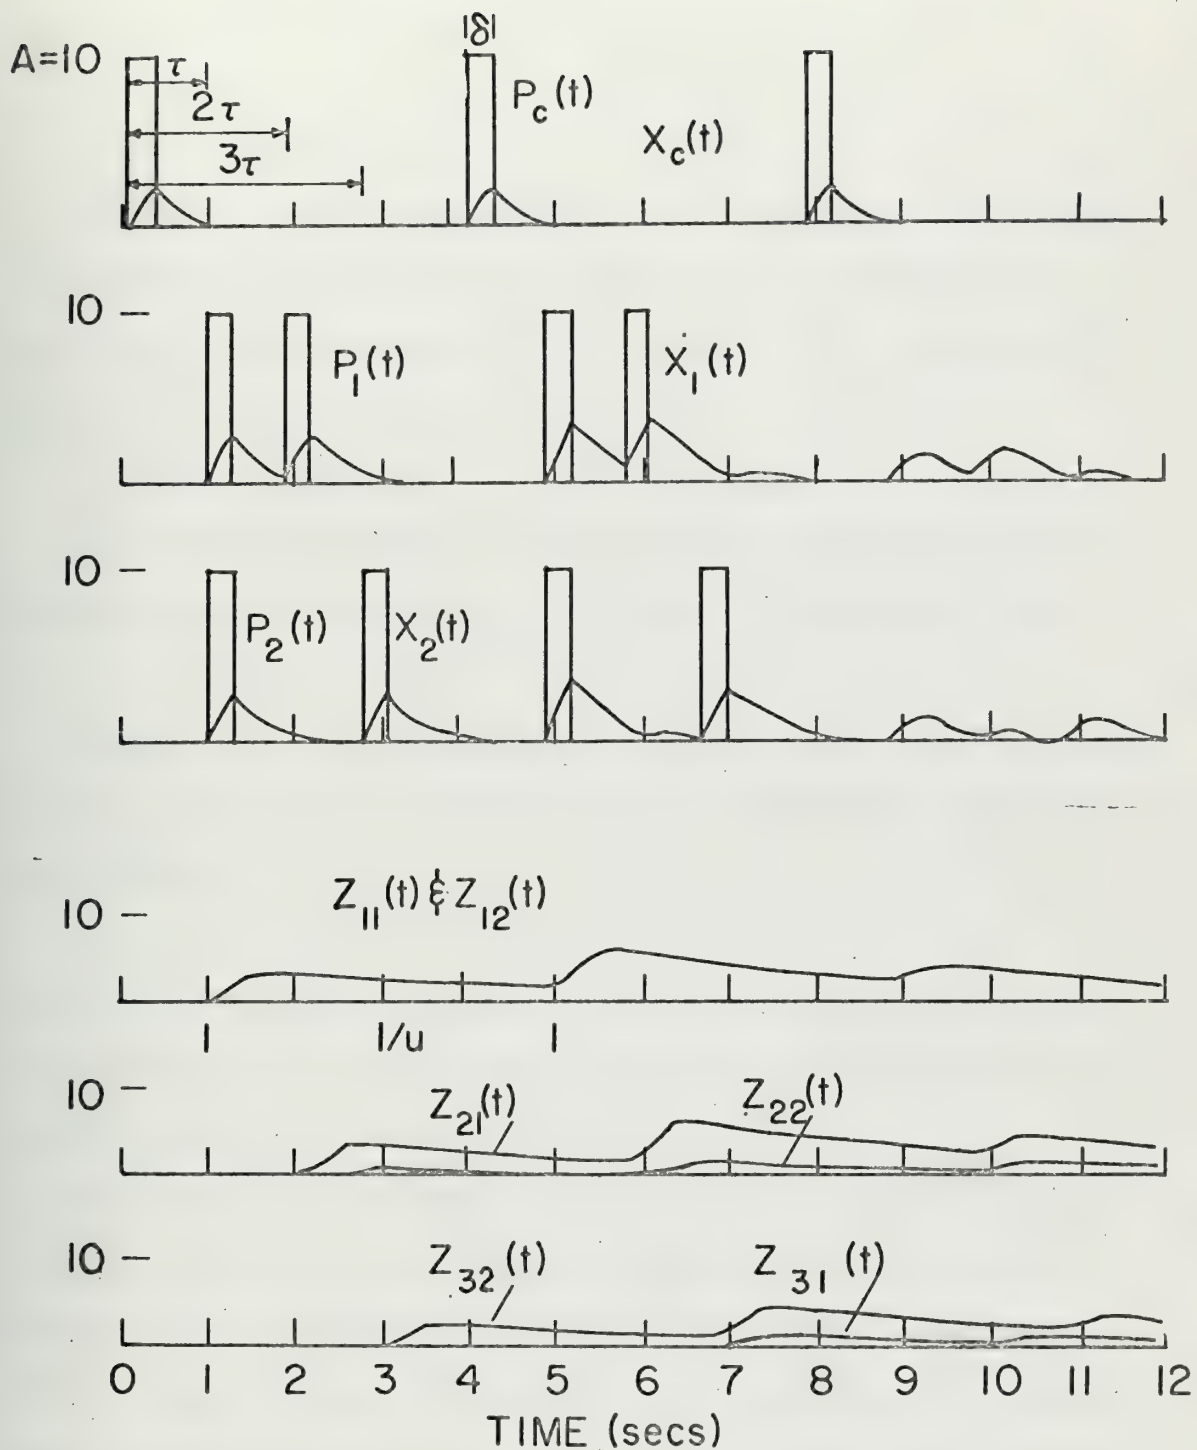 |δ|
A=10
τ
2τ
3τ
P_c(t)
X_c(t)
10
P_1(t)
X_1(t)
10
P_2(t)
X_2(t)
10
Z_11(t) & Z_12(t)
1/u
10
Z_21(t)
Z_22(t)
10
Z_32(t)
Z_31(t)
0 1 2 3 4 5 6 7 8 9 10 11 12
TIME (secs)